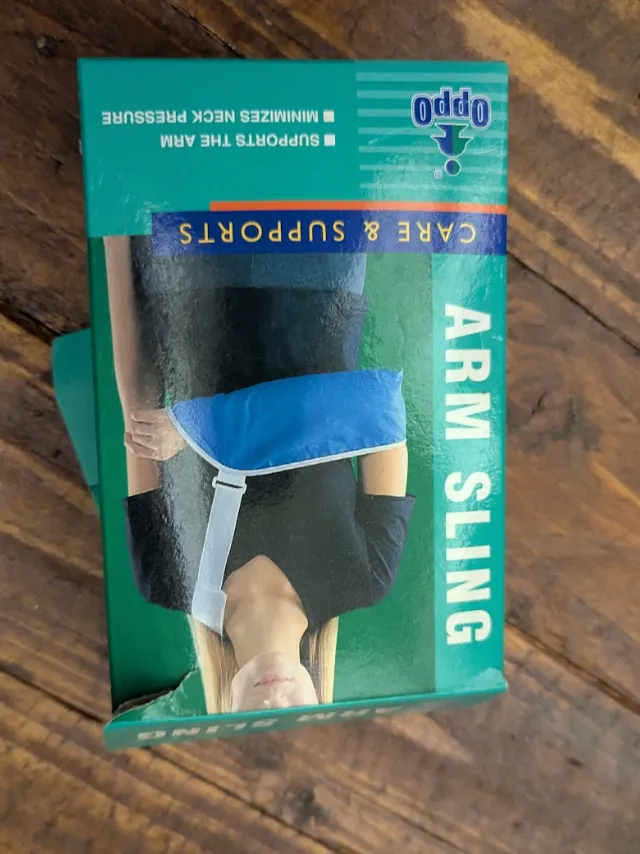 ARM SLING
ARM SLING
CARE & SUPPORTS
■ SUPPORTS THE ARM
■ MINIMIZES NECK PRESSURE
OPPO
®